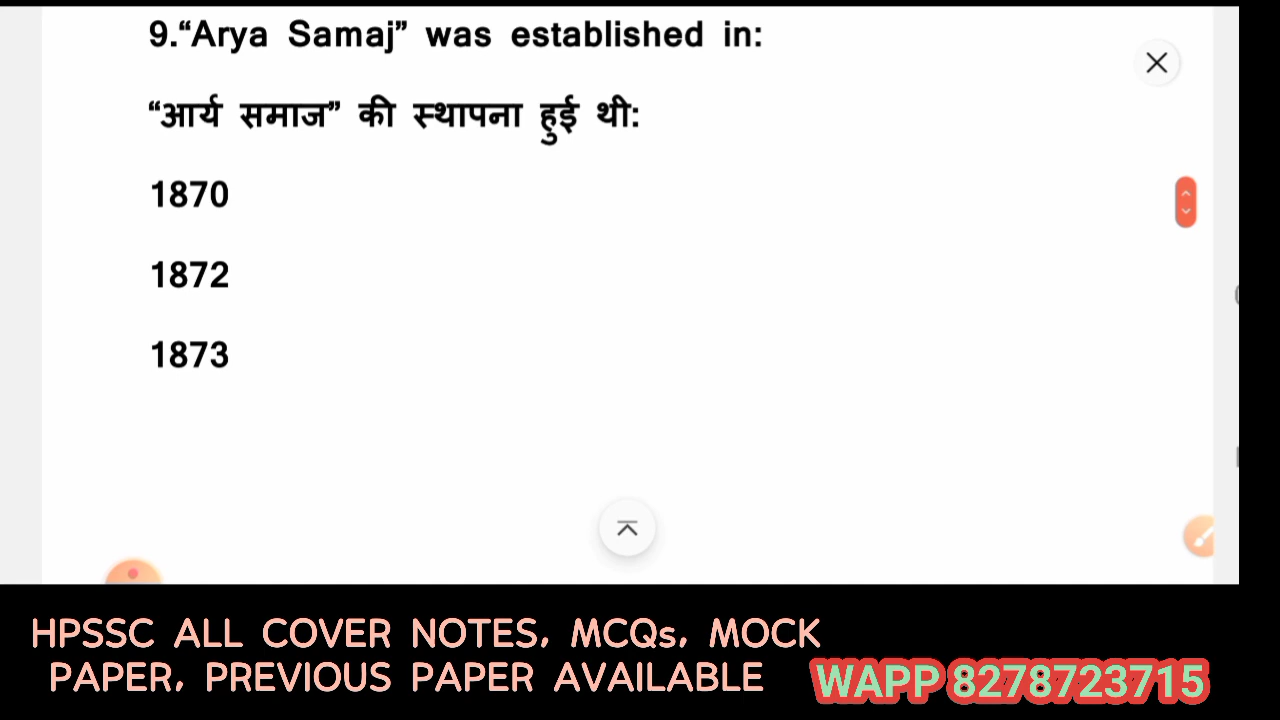 9.“Arya Samaj” was established in:
“आर्य समाज” की स्थापना हुई थी:
1870
1872
1873
HPSSC ALL COVER NOTES, MCQs, MOCK
PAPER, PREVIOUS PAPER AVAILABLE
WAPP 8278723715